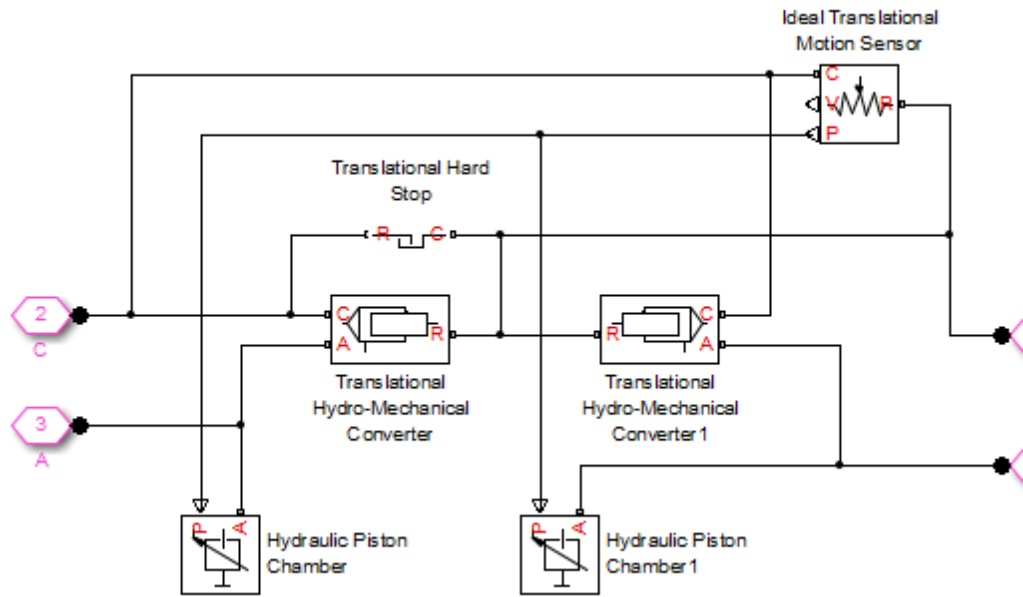 Ideal Translational
Motion Sensor
C
V
R
P
Translational Hard
Stop
R
C
2
C
C
A
R
R
C
A
Translational
Hydro-Mechanical
Converter
Translational
Hydro-Mechanical
Converter1
3
A
P
A
Hydraulic Piston
Chamber
P
A
Hydraulic Piston
Chamber1